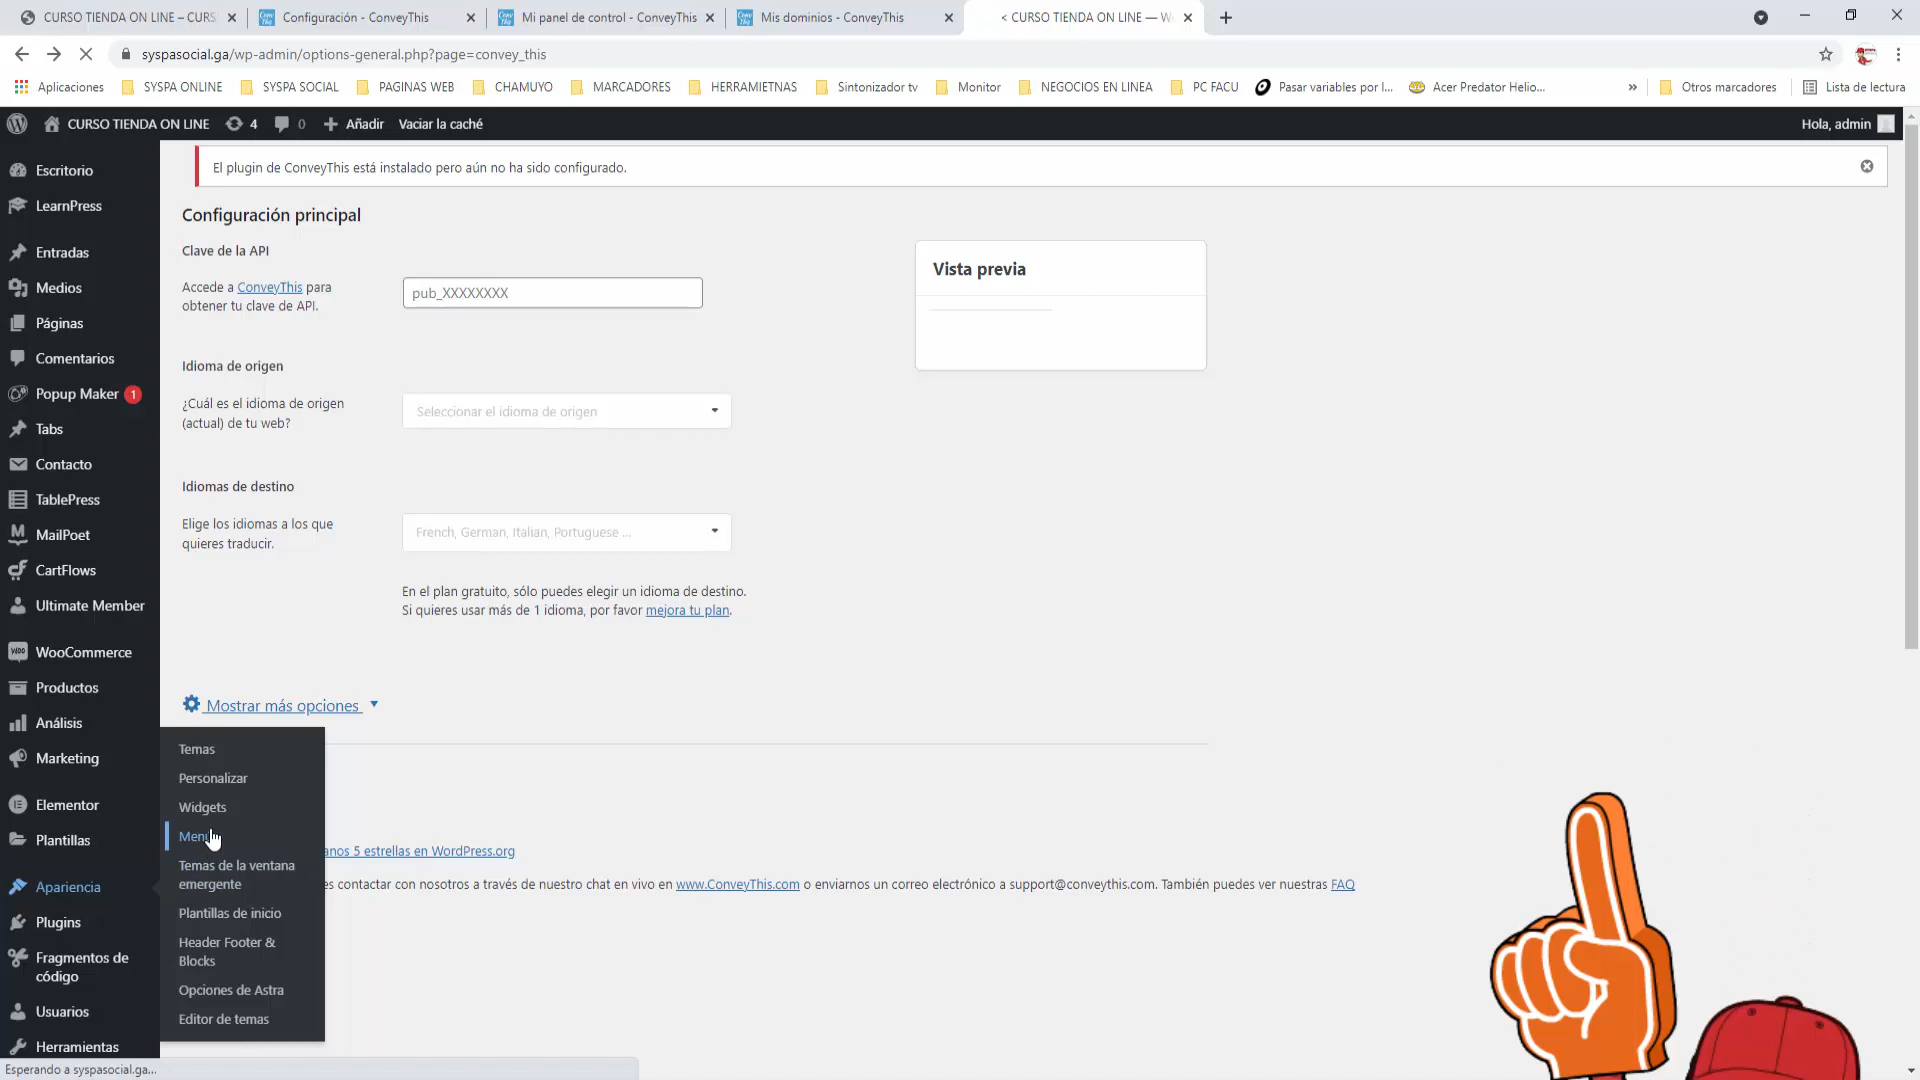 CURSO TIENDA ON LINE – CURS
Configuración - ConveyThis
Mi panel de control - ConveyThis
Mis dominios - ConveyThis
< CURSO TIENDA ON LINE — W
syspasocial.ga/wp-admin/options-general.php?page=convey_this
Aplicaciones
SYSPA ONLINE
SYSPA SOCIAL
PAGINAS WEB
CHAMUYO
MARCADORES
HERRAMIETNAS
Sintonizador tv
Monitor
NEGOCIOS EN LINEA
PC FACU
Pasar variables por l...
Acer Predator Helio...
»
Otros marcadores
Lista de lectura
CURSO TIENDA ON LINE
4
0
Añadir
Vaciar la caché
Hola, admin
Escritorio
LearnPress
Entradas
Medios
Páginas
Comentarios
Popup Maker 1
Tabs
Contacto
TablePress
MailPoet
CartFlows
Ultimate Member
WooCommerce
Productos
Análisis
Marketing
Elementor
Plantillas
Apariencia
Plugins
Fragmentos de
código
Usuarios
Herramientas
El plugin de ConveyThis está instalado pero aún no ha sido configurado.
Configuración principal
Clave de la API
Accede a ConveyThis para
obtener tu clave de API.
pub_XXXXXXXX
Vista previa
Idioma de origen
¿Cuál es el idioma de origen
(actual) de tu web?
Seleccionar el idioma de origen
Idiomas de destino
Elige los idiomas a los que
quieres traducir.
French, German, Italian, Portuguese ...
En el plan gratuito, sólo puedes elegir un idioma de destino.
Si quieres usar más de 1 idioma, por favor mejora tu plan.
Mostrar más opciones
Temas
Personalizar
Widgets
Menú
Temas de la ventana
emergente
Plantillas de inicio
Header Footer &
Blocks
Opciones de Astra
Editor de temas
anos 5 estrellas en WordPress.org
es contactar con nosotros a través de nuestro chat en vivo en www.ConveyThis.com o enviarnos un correo electrónico a support@conveythis.com. También puedes ver nuestras FAQ
Esperando a syspasocial.ga...